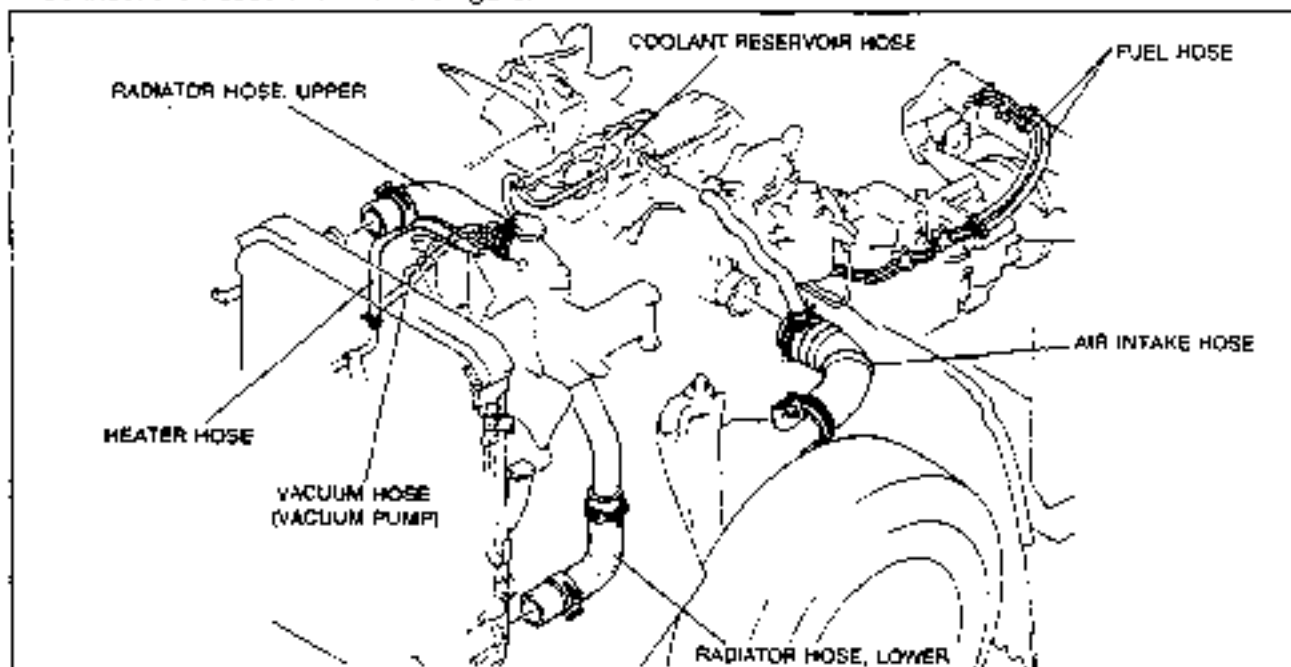 COOLANT RESERVOIR HOSE
FUEL HOSE
RADIATOR HOSE, UPPER
AIR INTAKE HOSE
HEATER HOSE
VACUUM HOSE
(VACUUM PUMP)
RADIATOR HOSE, LOWER